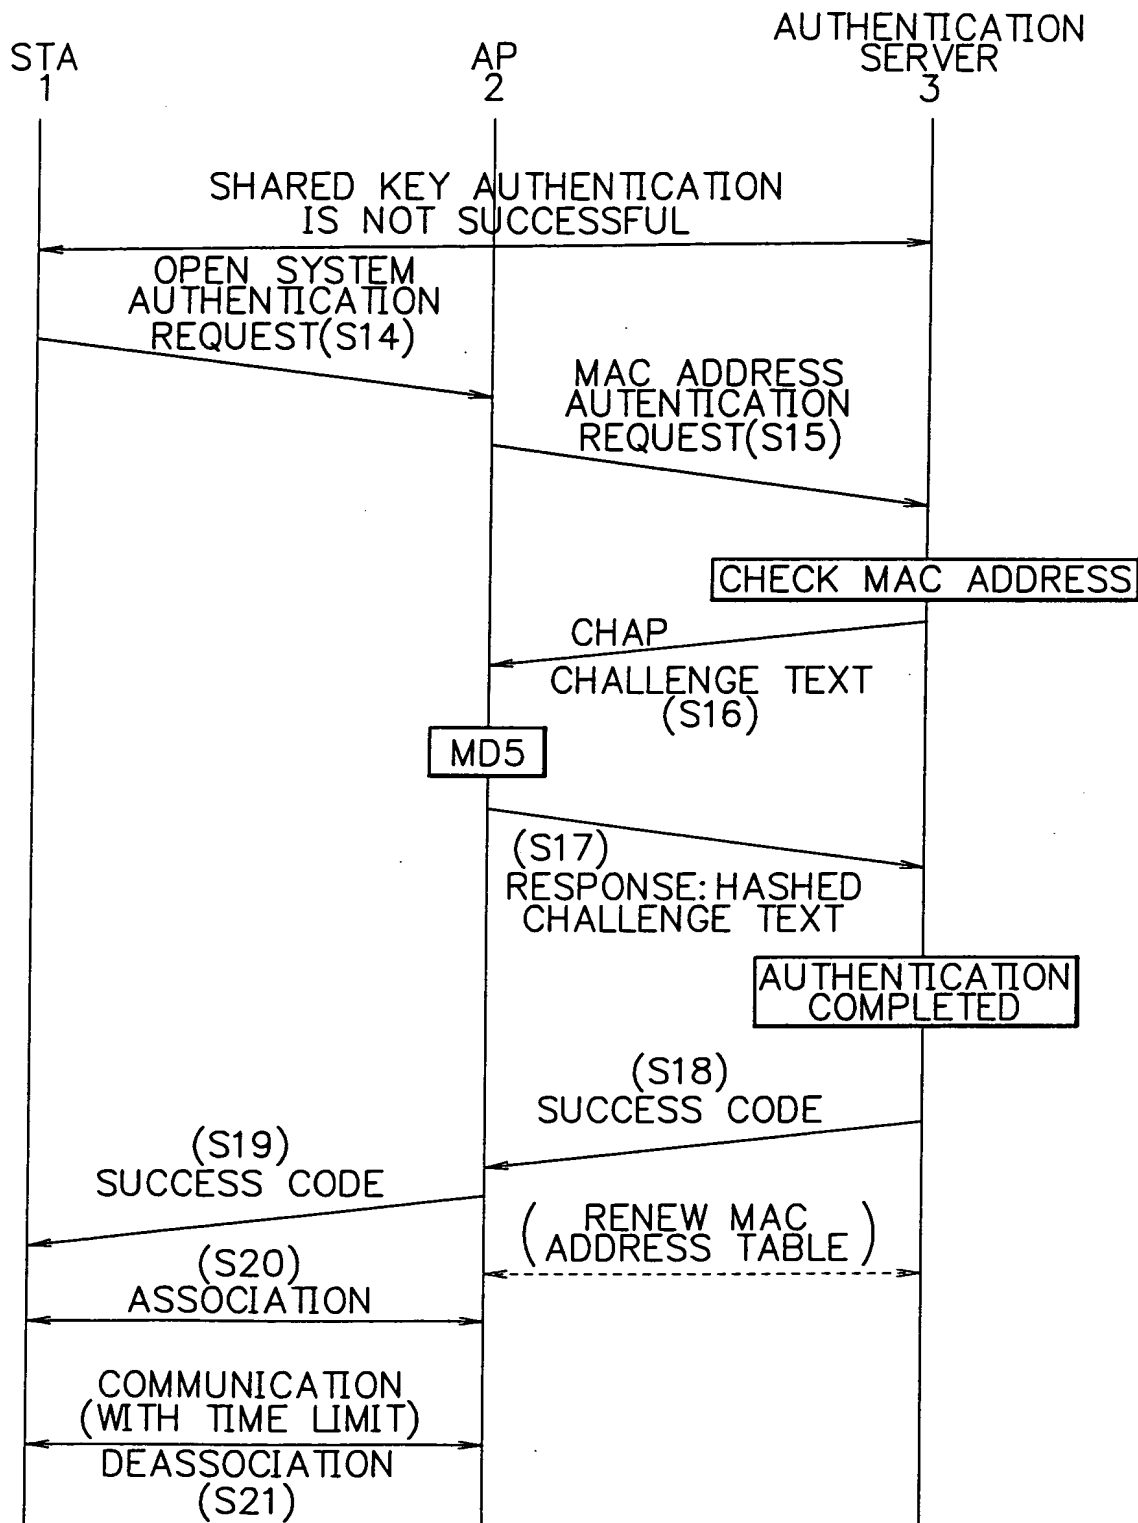 STA
1
AP
2
AUTHENTICATION
SERVER
3
SHARED KEY AUTHENTICATION
IS NOT SUCCESSFUL
OPEN SYSTEM
AUTHENTICATION
REQUEST(S14)
MAC ADDRESS
AUTENTICATION
REQUEST(S15)
CHECK MAC ADDRESS
CHAP
CHALLENGE TEXT
(S16)
MD5
(S17)
RESPONSE:HASHED
CHALLENGE TEXT
AUTHENTICATION
COMPLETED
(S18)
SUCCESS CODE
(S19)
SUCCESS CODE
(RENEW MAC
ADDRESS TABLE)
(S20)
ASSOCIATION
COMMUNICATION
(WITH TIME LIMIT)
DEASSOCIATION
(S21)